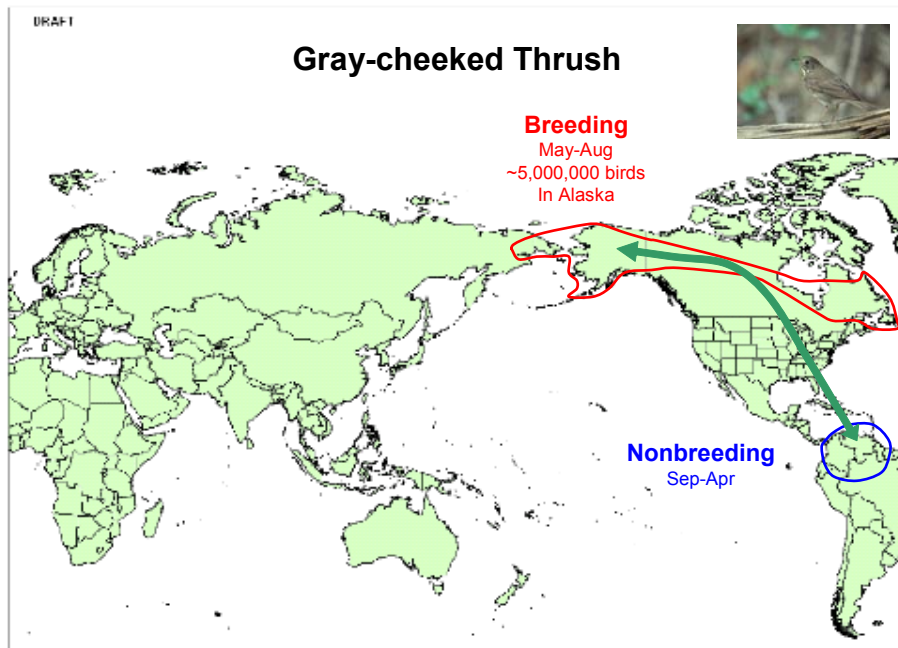 DRAFT
Gray-cheeked Thrush
Breeding
May-Aug
~5,000,000 birds
In Alaska
Nonbreeding
Sep-Apr